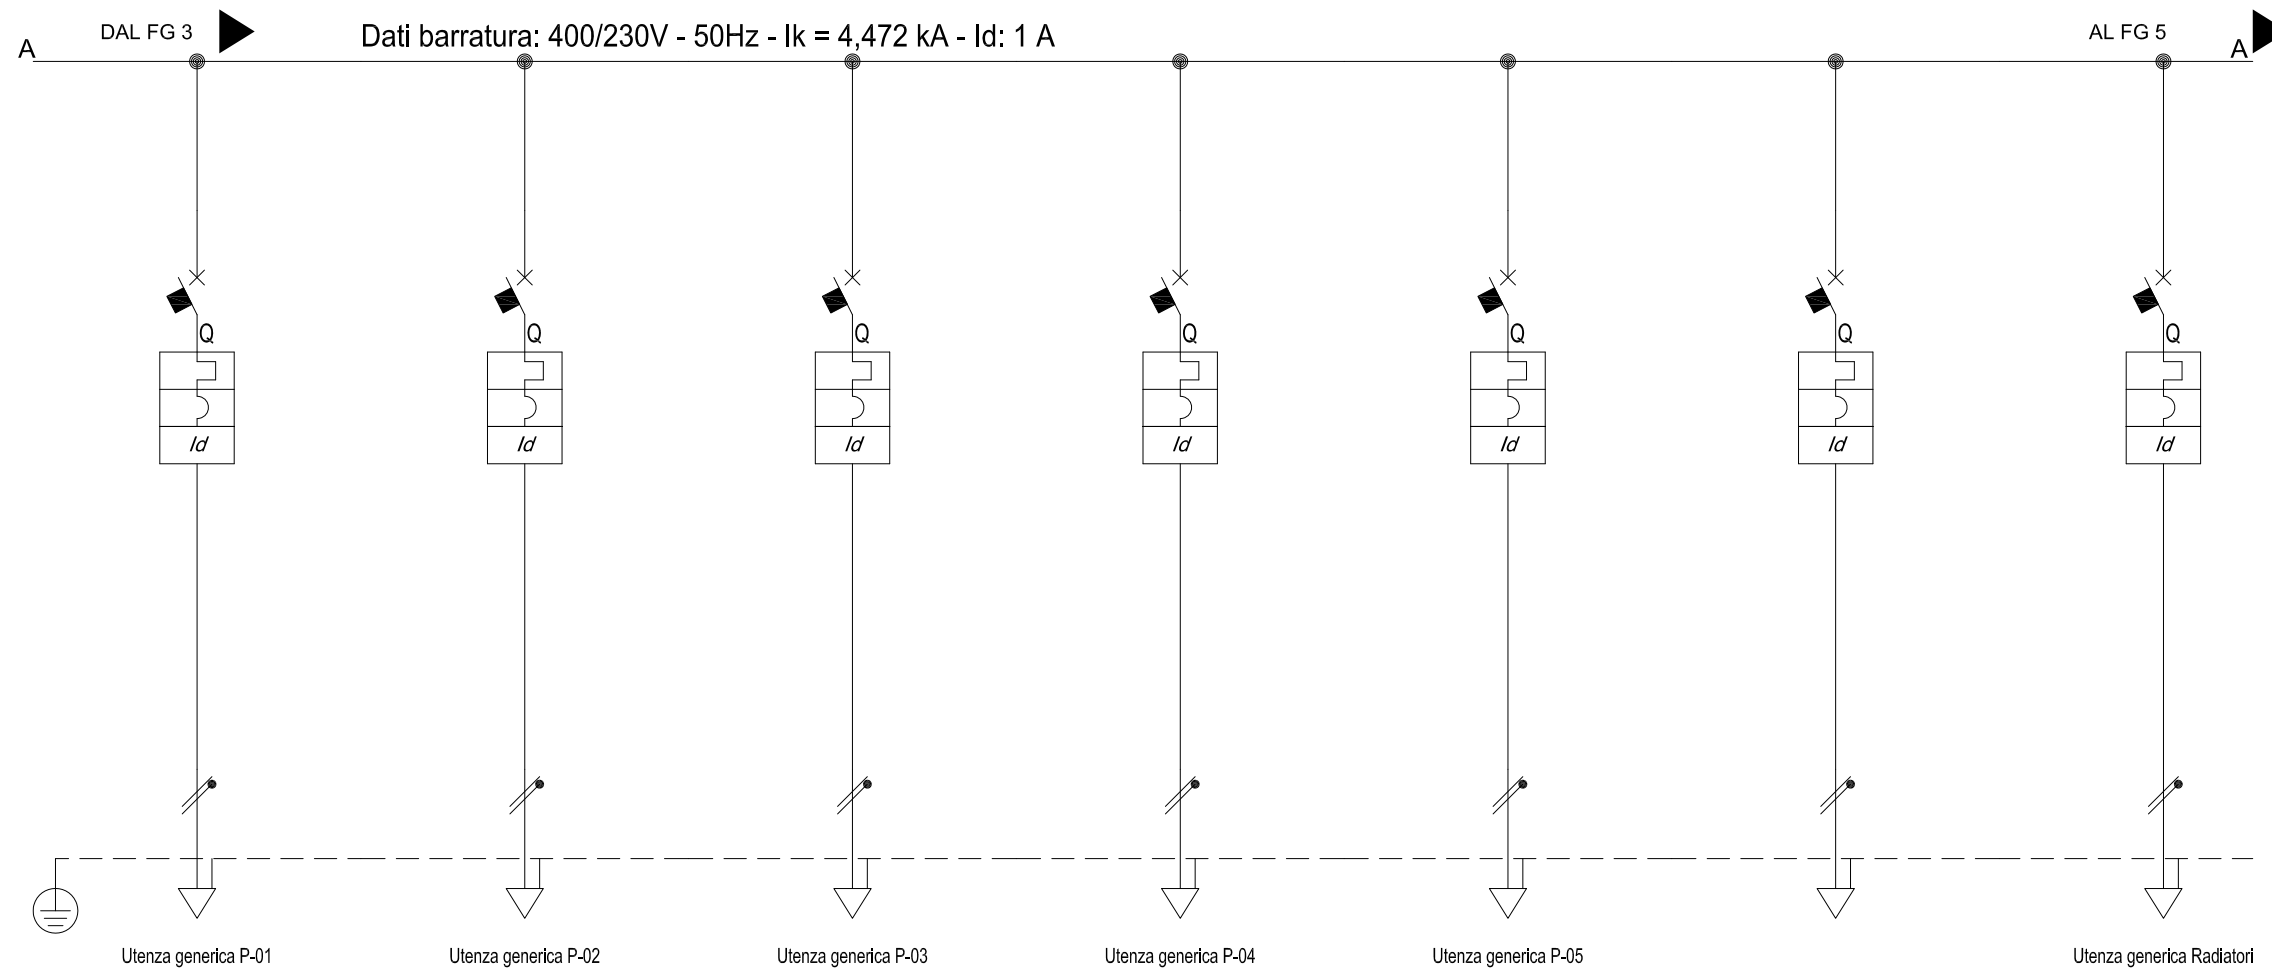 DAL FG 3
Dati barratura: 400/230V - 50Hz - Ik = 4,472 kA - Id: 1 A
AL FG 5
A
A
Q
Q
Q
Q
Q
Q
Q
Id
Id
Id
Id
Id
Id
Id
Utenza generica P-01
Utenza generica P-02
Utenza generica P-03
Utenza generica P-04
Utenza generica P-05
Utenza generica Radiatori